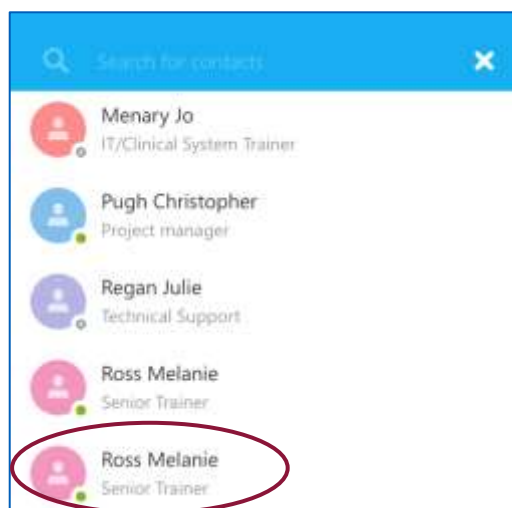 Search for contacts
Menary Jo
IT/Clinical System Trainer
Pugh Christopher
Project manager
Regan Julie
Technical Support
Ross Melanie
Senior Trainer
Ross Melanie
Senior Trainer